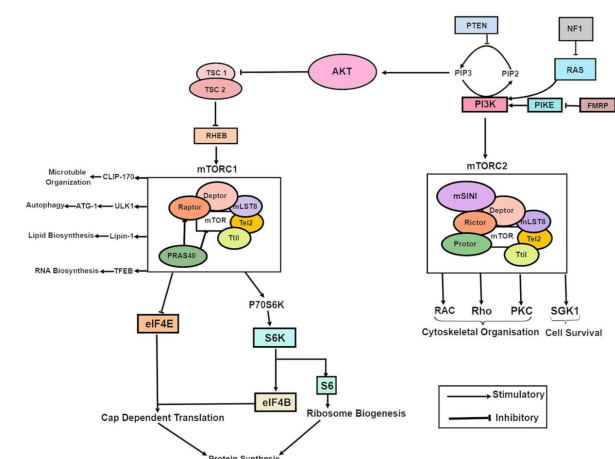 PTEN
NF1
TSC 1
TSC 2
AKT
PIP3
PIP2
RAS
PI3K
PIKE
FMRP
RHEB
mTORC1
mTORC2
Microtuble
Organization
CLIP-170
Autophagy
ATG-1
ULK1
Lipid Biosynthesis
Lipin-1
RNA Biosynthesis
TFEB
Deptor
Raptor
mLST8
mTOR
Tel2
Ttil
PRAS40
mSINI
Deptor
Rictor
mLST8
mTOR
Tel2
Protor
Ttil
eIF4E
P70S6K
S6K
S6
eIF4B
RAC
Rho
PKC
SGK1
Cytoskeletal Organisation
Cell Survival
Cap Dependent Translation
Ribosome Biogenesis
Protein Synthesis
Stimulatory
Inhibitory